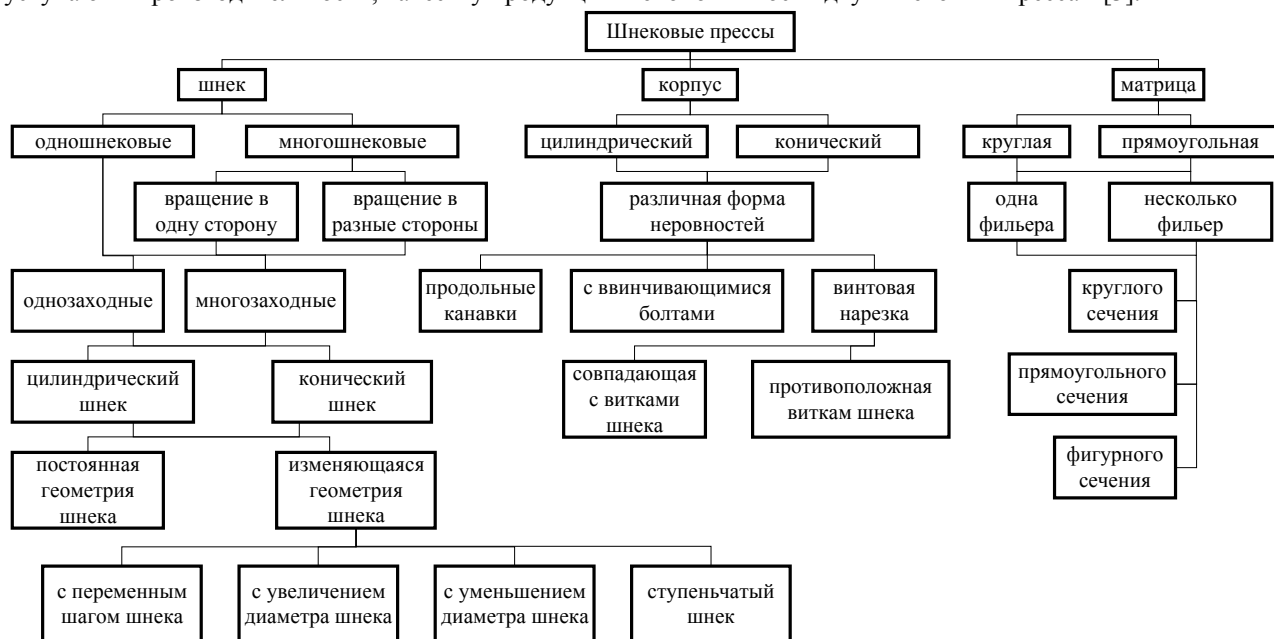 Шнековые прессы
шнек
корпус
матрица
одношнековые
многошнековые
цилиндрический
конический
круглая
прямоугольная
вращение в
одну сторону
вращение в
разные стороны
различная форма
неровностей
одна
фильера
несколько
фильер
однозаходные
многозаходные
продольные
канавки
с ввинчивающимися
болтами
винтовая
нарезка
круглого
сечения
цилиндрический
шнек
конический
шнек
совпадающая
с витками
шнека
противоположная
виткам шнека
прямоугольного
сечения
постоянная
геометрия
шнека
изменяющаяся
геометрия
шнека
фигурного
сечения
с переменным
шагом шнека
с увеличением
диаметра шнека
с уменьшением
диаметра шнека
ступенчатый
шнек